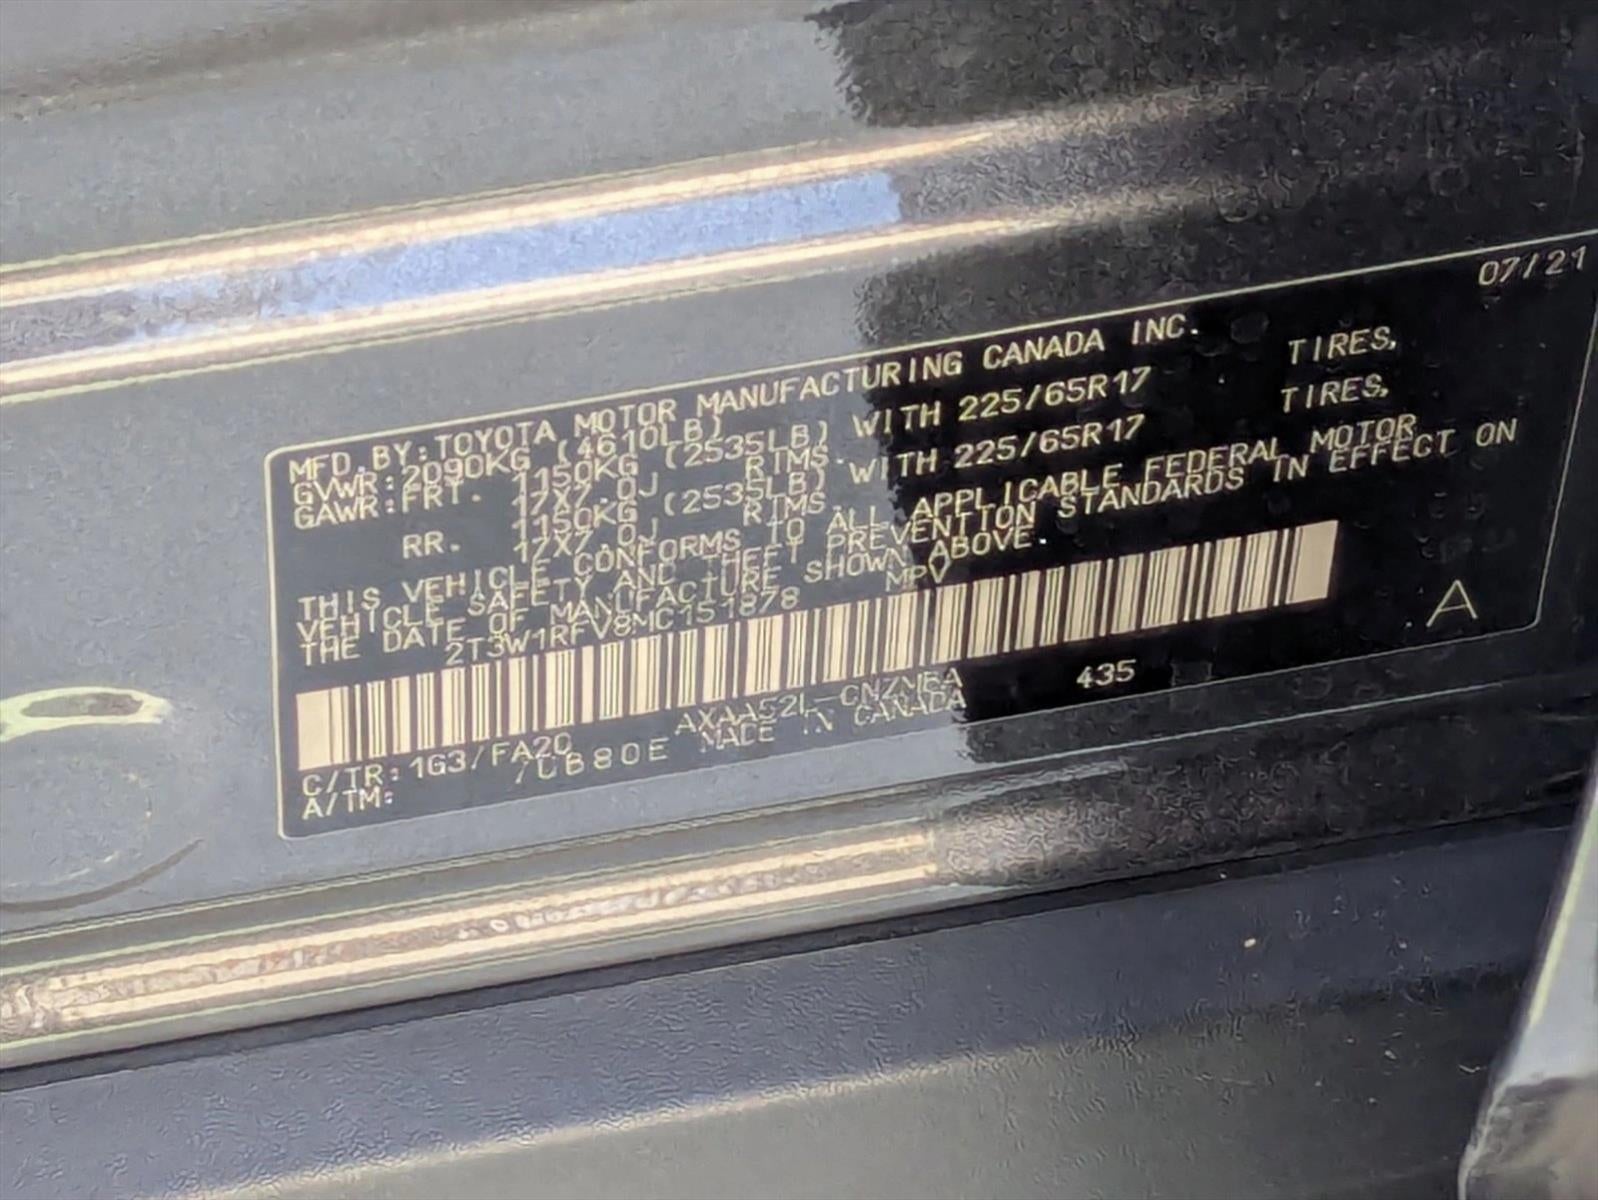 07/21
MFD.BY:TOYOTA MOTOR MANUFACTURING CANADA INC.
GVWR:2090KG (4610LB)
GAWR:FRT. 1150KG (2535LB) WITH 225/65R17 TIRES,
17X7.0J RIMS.
RR. 1150KG (2535LB) WITH 225/65R17 TIRES,
17X7.0J RIMS.
THIS VEHICLE CONFORMS TO ALL APPLICABLE FEDERAL MOTOR
VEHICLE SAFETY AND THEFT PREVENTION STANDARDS IN EFFECT ON
THE DATE OF MANUFACTURE SHOWN ABOVE.
2T3W1RFV8MC151878 MPV
A
C/TR: 1G3/FA20 435
A/TM: MADE IN CANADA